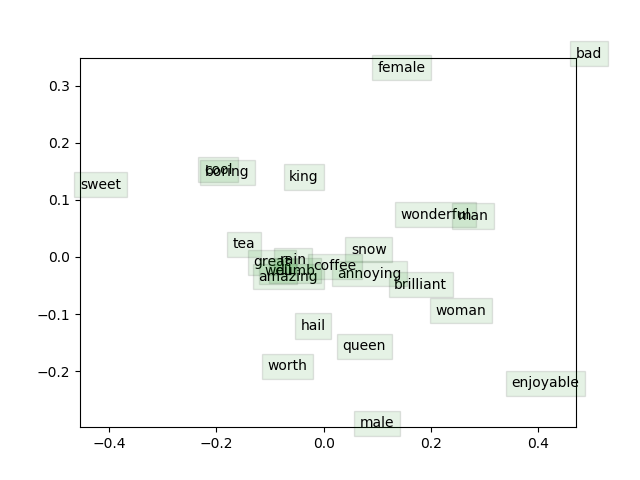 bad
female
0.3
0.2
cool
boring
king
sweet
0.1
wonderful
man
tea
snow
0.0
great
rain
coffee
well
dumb
amazing
annoying
brilliant
woman
−0.1
hail
queen
worth
−0.2
enjoyable
male
−0.4
−0.2
0.0
0.2
0.4